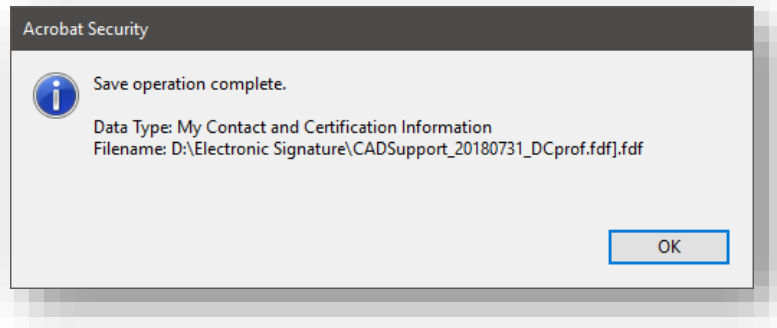 Acrobat Security
Save operation complete.
Data Type: My Contact and Certification Information
Filename: D:\Electronic Signature\CADSupport_20180731_DCprof.fdf].fdf
OK